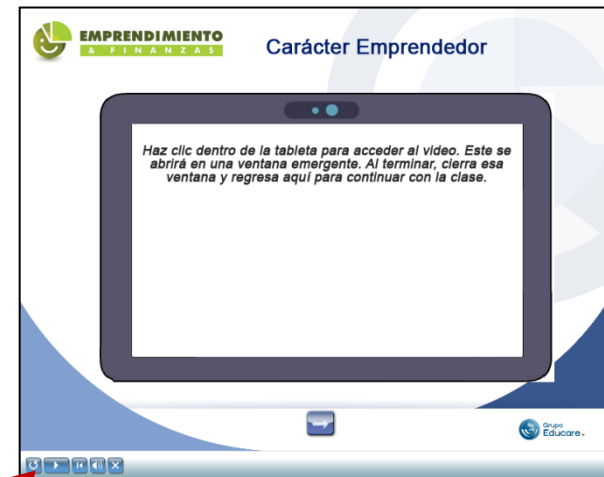 EMPRENDIMIENTO
& FINANZAS
Carácter Emprendedor
Haz clic dentro de la tableta para acceder al video. Este se
abrirá en una ventana emergente. Al terminar, cierra esa
ventana y regresa aquí para continuar con la clase.
Grupo
Educare.